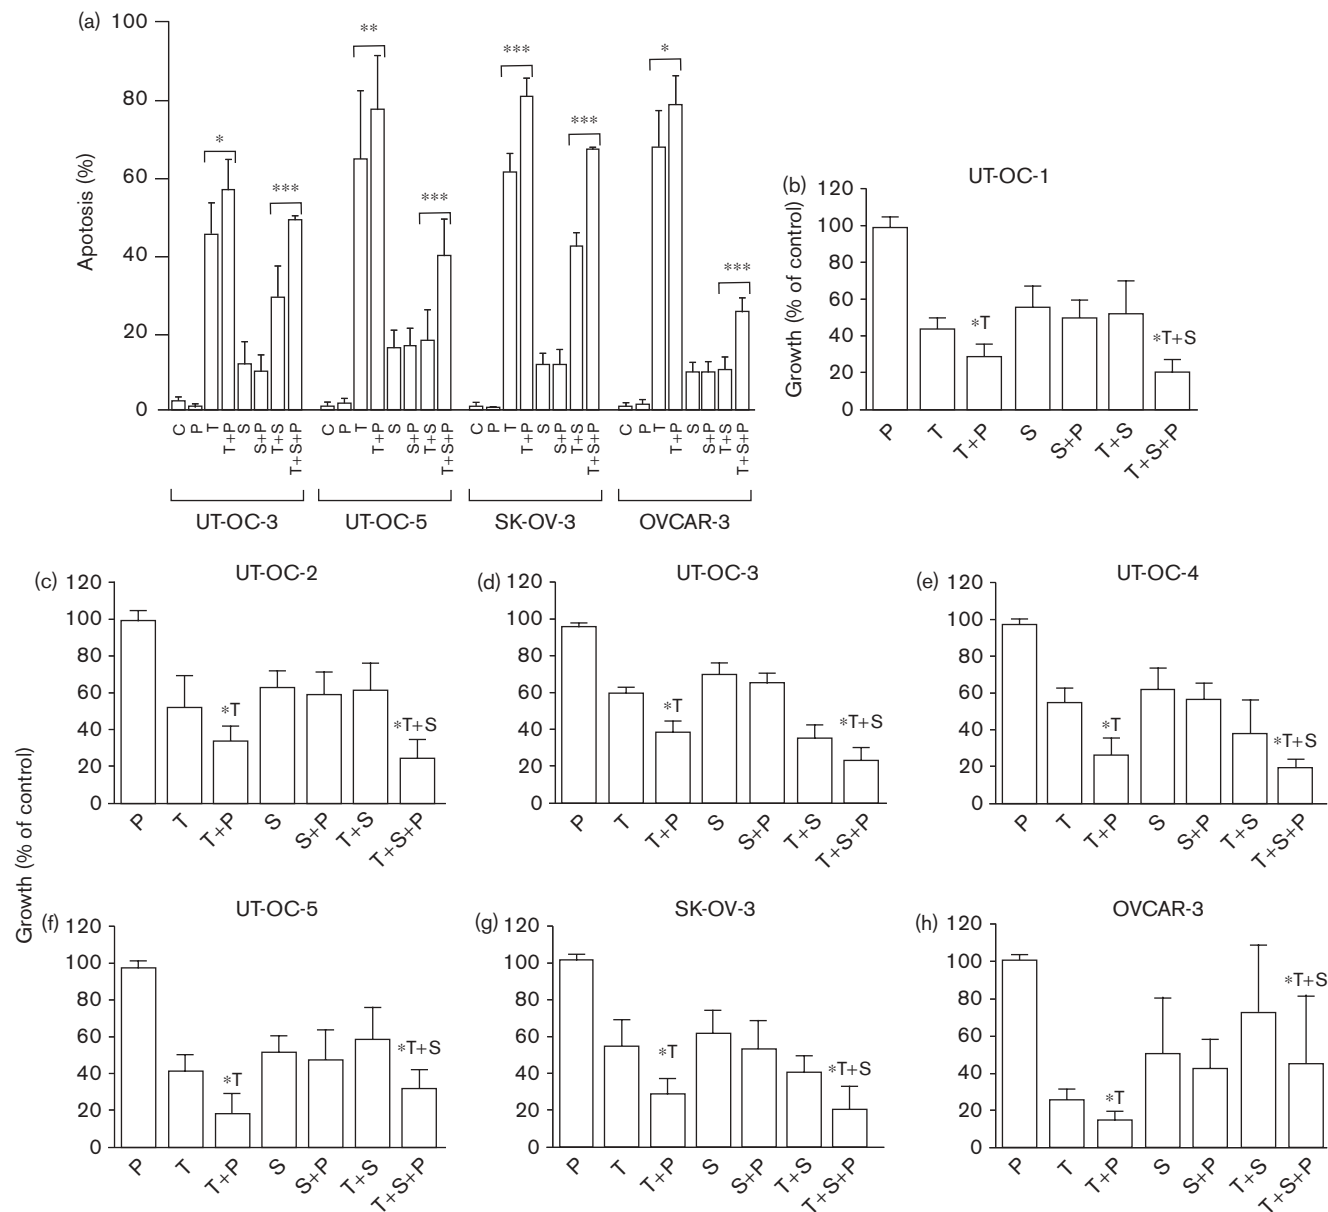 (a)
100
80
60
40
20
0
Apotosis (%)
*
***
**
***
***
***
*
***
C P T T+P S S+P T+S T+S+P
C P T T+P S S+P T+S T+S+P
C P T T+P S S+P T+S T+S+P
C P T T+P S S+P T+S T+S+P
UT-OC-3 UT-OC-5 SK-OV-3 OVCAR-3
(b)
UT-OC-1
Growth (% of control)
120
100
80
60
40
20
0
*T
*T+S
P T T+P S S+P T+S T+S+P
Growth (% of control)
(c)
UT-OC-2
120
100
80
60
40
20
0
*T
*T+S
P T T+P S S+P T+S T+S+P
(d)
UT-OC-3
120
100
80
60
40
20
0
*T
*T+S
P T T+P S S+P T+S T+S+P
(e)
UT-OC-4
120
100
80
60
40
20
0
*T
*T+S
P T T+P S S+P T+S T+S+P
(f)
UT-OC-5
120
100
80
60
40
20
0
*T
*T+S
P T T+P S S+P T+S T+S+P
(g)
SK-OV-3
120
100
80
60
40
20
0
*T
*T+S
P T T+P S S+P T+S T+S+P
(h)
OVCAR-3
120
100
80
60
40
20
0
*T
*T+S
P T T+P S S+P T+S T+S+P